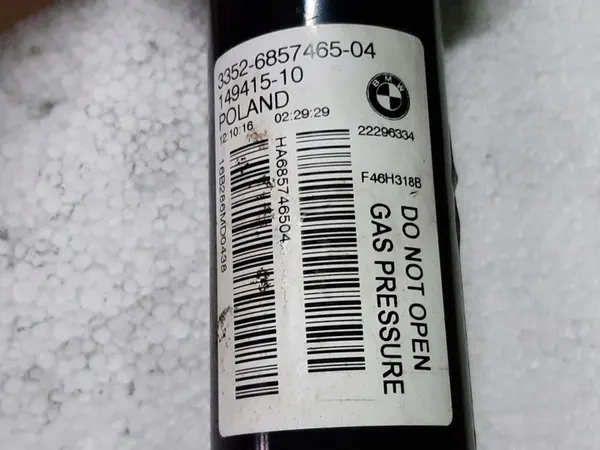 3352-6857465-04
149415-10
POLAND
12:10:16 02:29:29
BMW
22296334
F46H318B
16B286MD0438
HA685746504
DO NOT OPEN
GAS PRESSURE